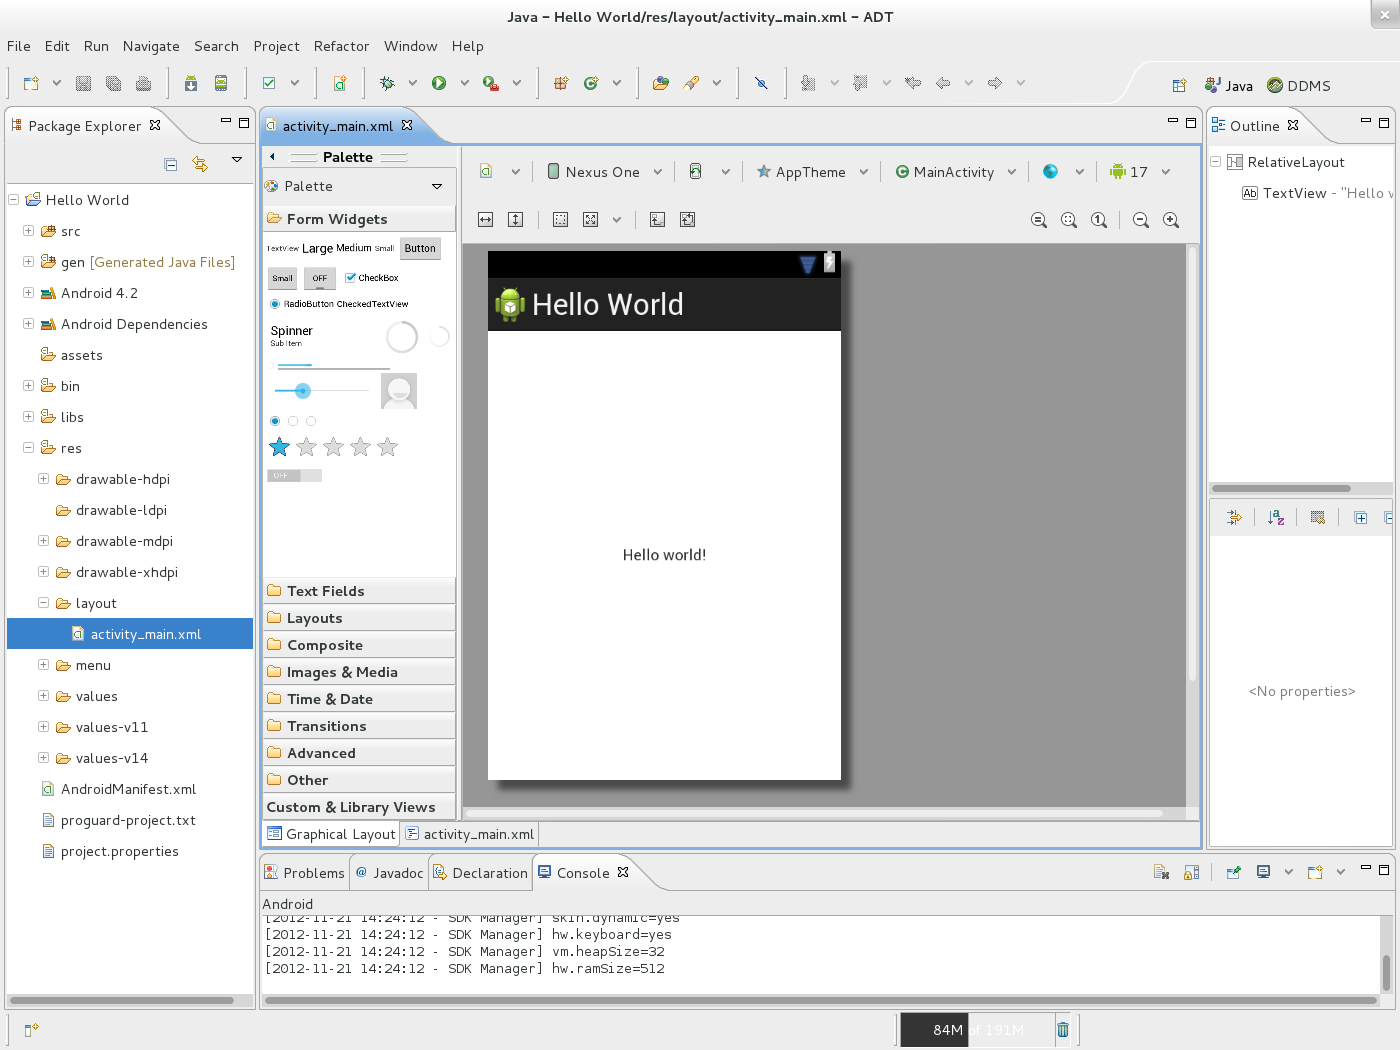 Java – Hello World/res/layout/activity_main.xml – ADT
File Edit Run Navigate Search Project Refactor Window Help
Java DDMS
Package Explorer
Hello World
src
gen [Generated Java Files]
Android 4.2
Android Dependencies
assets
bin
libs
res
drawable-hdpi
drawable-ldpi
drawable-mdpi
drawable-xhdpi
layout
activity_main.xml
menu
values
values-v11
values-v14
AndroidManifest.xml
proguard-project.txt
project.properties
activity_main.xml
Palette
Palette
Form Widgets
TextView Large Medium Small Button
Small OFF CheckBox
RadioButton CheckedTextView
Spinner
Sub Item
OFF
Text Fields
Layouts
Composite
Images & Media
Time & Date
Transitions
Advanced
Other
Custom & Library Views
Graphical Layout activity_main.xml
Nexus One AppTheme MainActivity 17
Hello World
Hello world!
Outline
RelativeLayout
Ab TextView - "Hello
<No properties>
Problems Javadoc Declaration Console
Android
[2012-11-21 14:24:12 - SDK Manager] skin.dynamic=yes
[2012-11-21 14:24:12 - SDK Manager] hw.keyboard=yes
[2012-11-21 14:24:12 - SDK Manager] vm.heapSize=32
[2012-11-21 14:24:12 - SDK Manager] hw.ramSize=512
84M of 191M